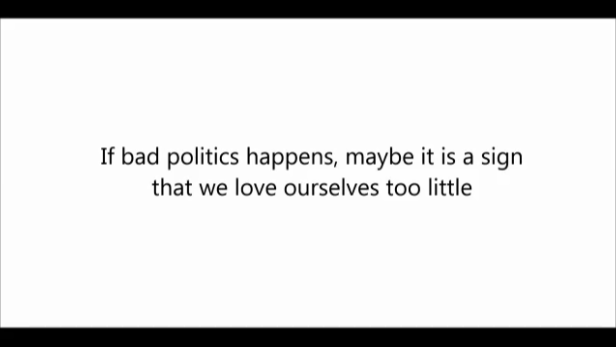 If bad politics happens, maybe it is a sign
that we love ourselves too little